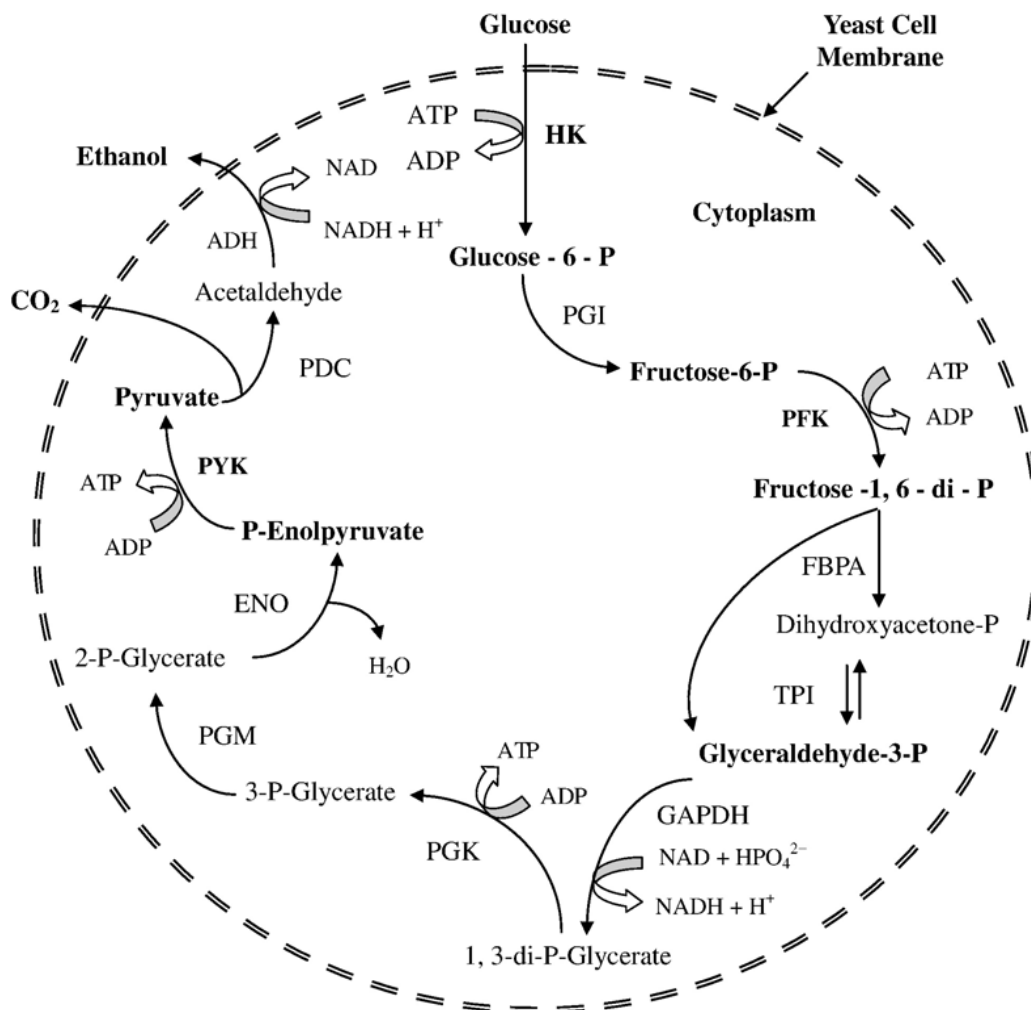 Glucose
Yeast Cell
Membrane
ATP
HK
ADP
Ethanol
NAD
NADH + H⁺
ADH
Cytoplasm
Glucose - 6 - P
Acetaldehyde
CO₂
PGI
PDC
Fructose-6-P
ATP
Pyruvate
PFK
ADP
PYK
ATP
Fructose -1, 6 - di - P
P-Enolpyruvate
ADP
FBPA
ENO
Dihydroxyacetone-P
2-P-Glycerate
H₂O
TPI
PGM
ATP
Glyceraldehyde-3-P
3-P-Glycerate
ADP
GAPDH
PGK
NAD + HPO₄²⁻
NADH + H⁺
1, 3-di-P-Glycerate